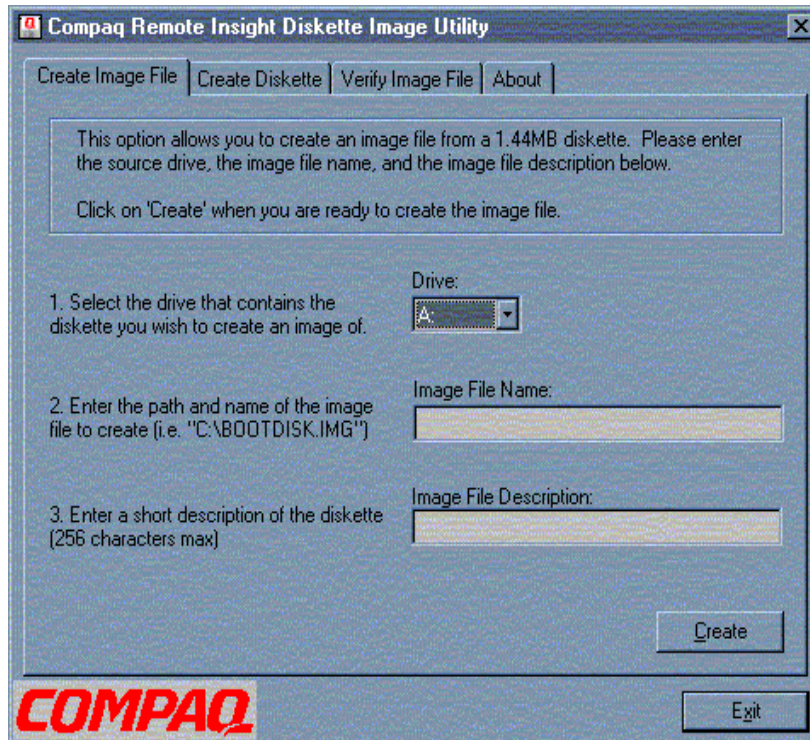 Compaq Remote Insight Diskette Image Utility
Create Image File
Create Diskette
Verify Image File
About
This option allows you to create an image file from a 1.44MB diskette. Please enter
the source drive, the image file name, and the image file description below.
Click on 'Create' when you are ready to create the image file.
1. Select the drive that contains the
diskette you wish to create an image of.
Drive:
A:
2. Enter the path and name of the image
file to create (i.e. "C:\BOOTDISK.IMG")
Image File Name:
3. Enter a short description of the diskette
(256 characters max)
Image File Description:
Create
COMPAQ
Exit